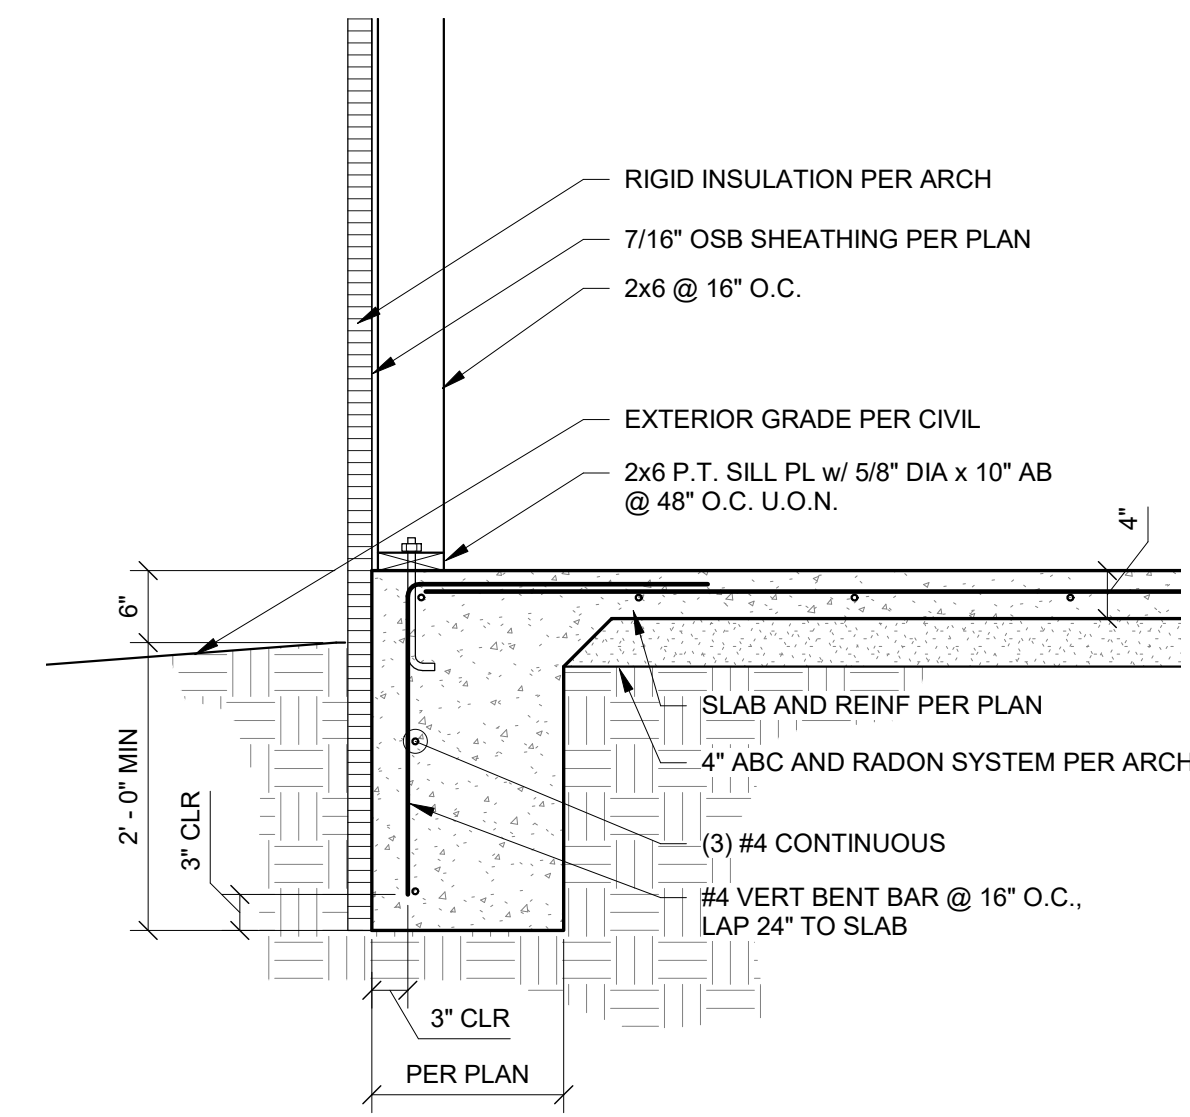 RIGID INSULATION PER ARCH
7/16" OSB SHEATHING PER PLAN
2x6 @ 16" O.C.
EXTERIOR GRADE PER CIVIL
2x6 P.T. SILL PL w/ 5/8" DIA x 10" AB
@ 48" O.C. U.O.N.
4"
6"
SLAB AND REINF PER PLAN
4" ABC AND RADON SYSTEM PER ARCH
2' - 0" MIN
3" CLR
(3) #4 CONTINUOUS
#4 VERT BENT BAR @ 16" O.C.,
LAP 24" TO SLAB
3" CLR
PER PLAN